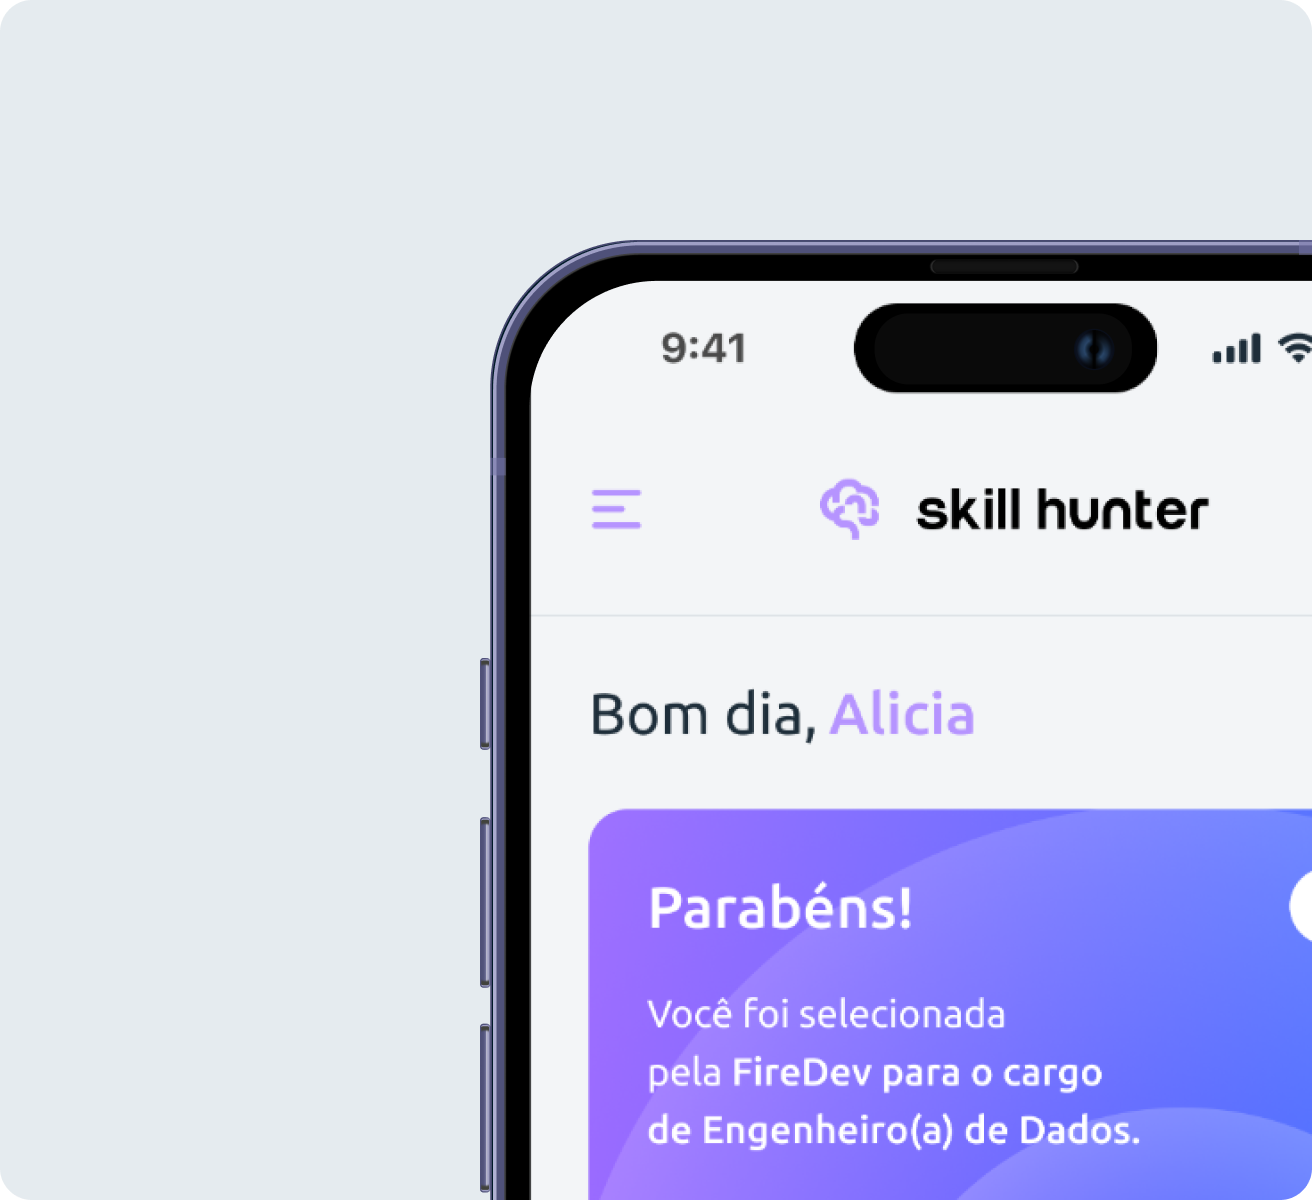 9:41
skill hunter
Bom dia, Alicia
Parabéns!
Você foi selecionada
pela FireDev para o cargo
de Engenheiro(a) de Dados.